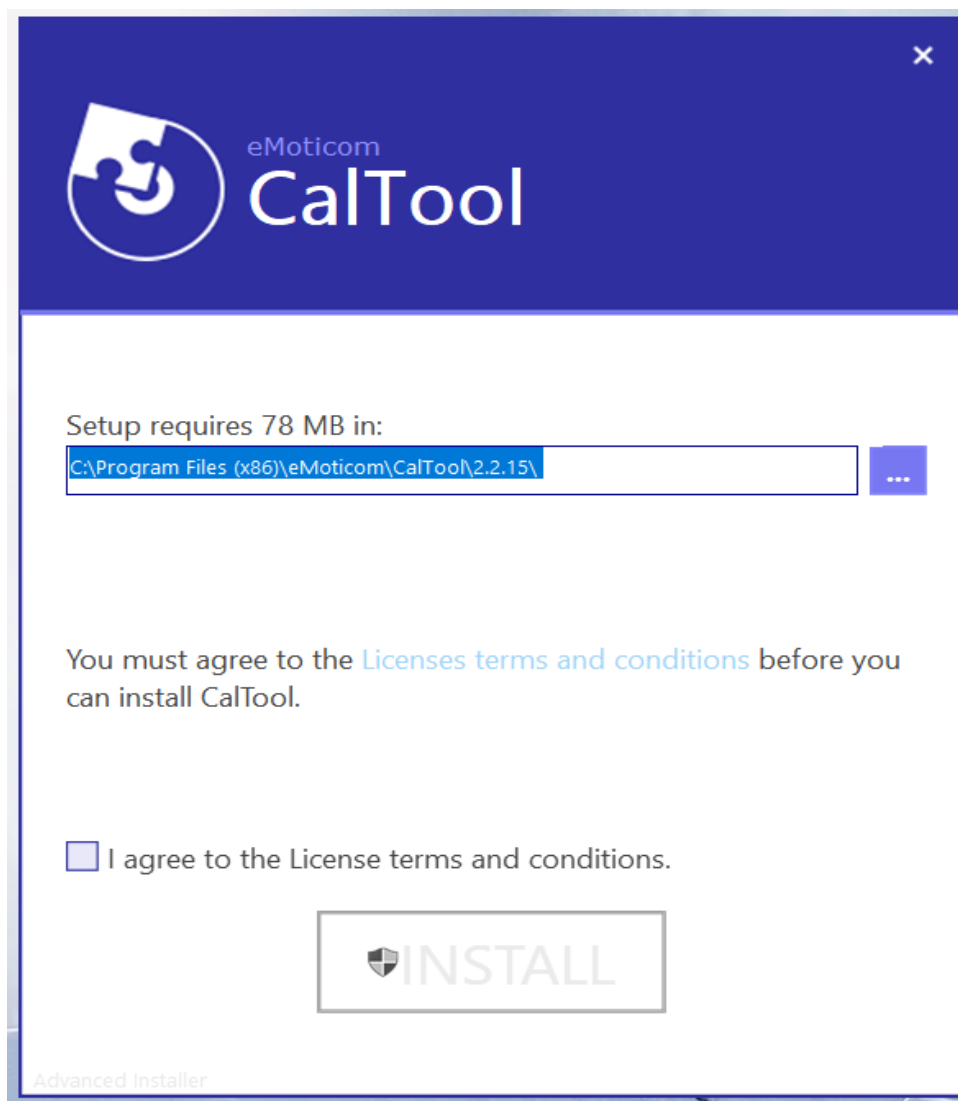 eMoticom
CalTool
Setup requires 78 MB in:
C:\Program Files (x86)\eMoticom\CalTool\2.2.15\
...
You must agree to the Licenses terms and conditions before you
can install CalTool.
I agree to the License terms and conditions.
INSTALL
Advanced Installer